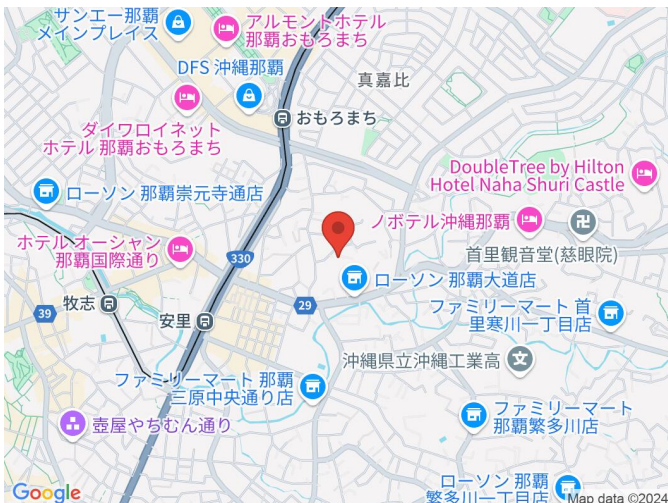 サンエー那覇
メインプレイス
アルモントホテル
那覇おもろまち
DFS 沖縄那覇
真嘉比
おもろまち
ダイワロイネット
ホテル 那覇おもろまち
DoubleTree by Hilton
Hotel Naha Shuri Castle
ローソン 那覇崇元寺通店
ノボテル沖縄那覇
首里観音堂(慈眼院)
ホテル オーシャン
那覇国際通り
330
ローソン 那覇大道店
29
牧志
39
安里
ファミリーマート 首
里寒川一丁目店
沖縄県立沖縄工業高
ファミリーマート 那覇
三原中央通り店
壺屋やちむん通り
ファミリーマート
那覇繁多川店
ローソン 那覇
繁多川一丁目店
Google
Map data ©2024